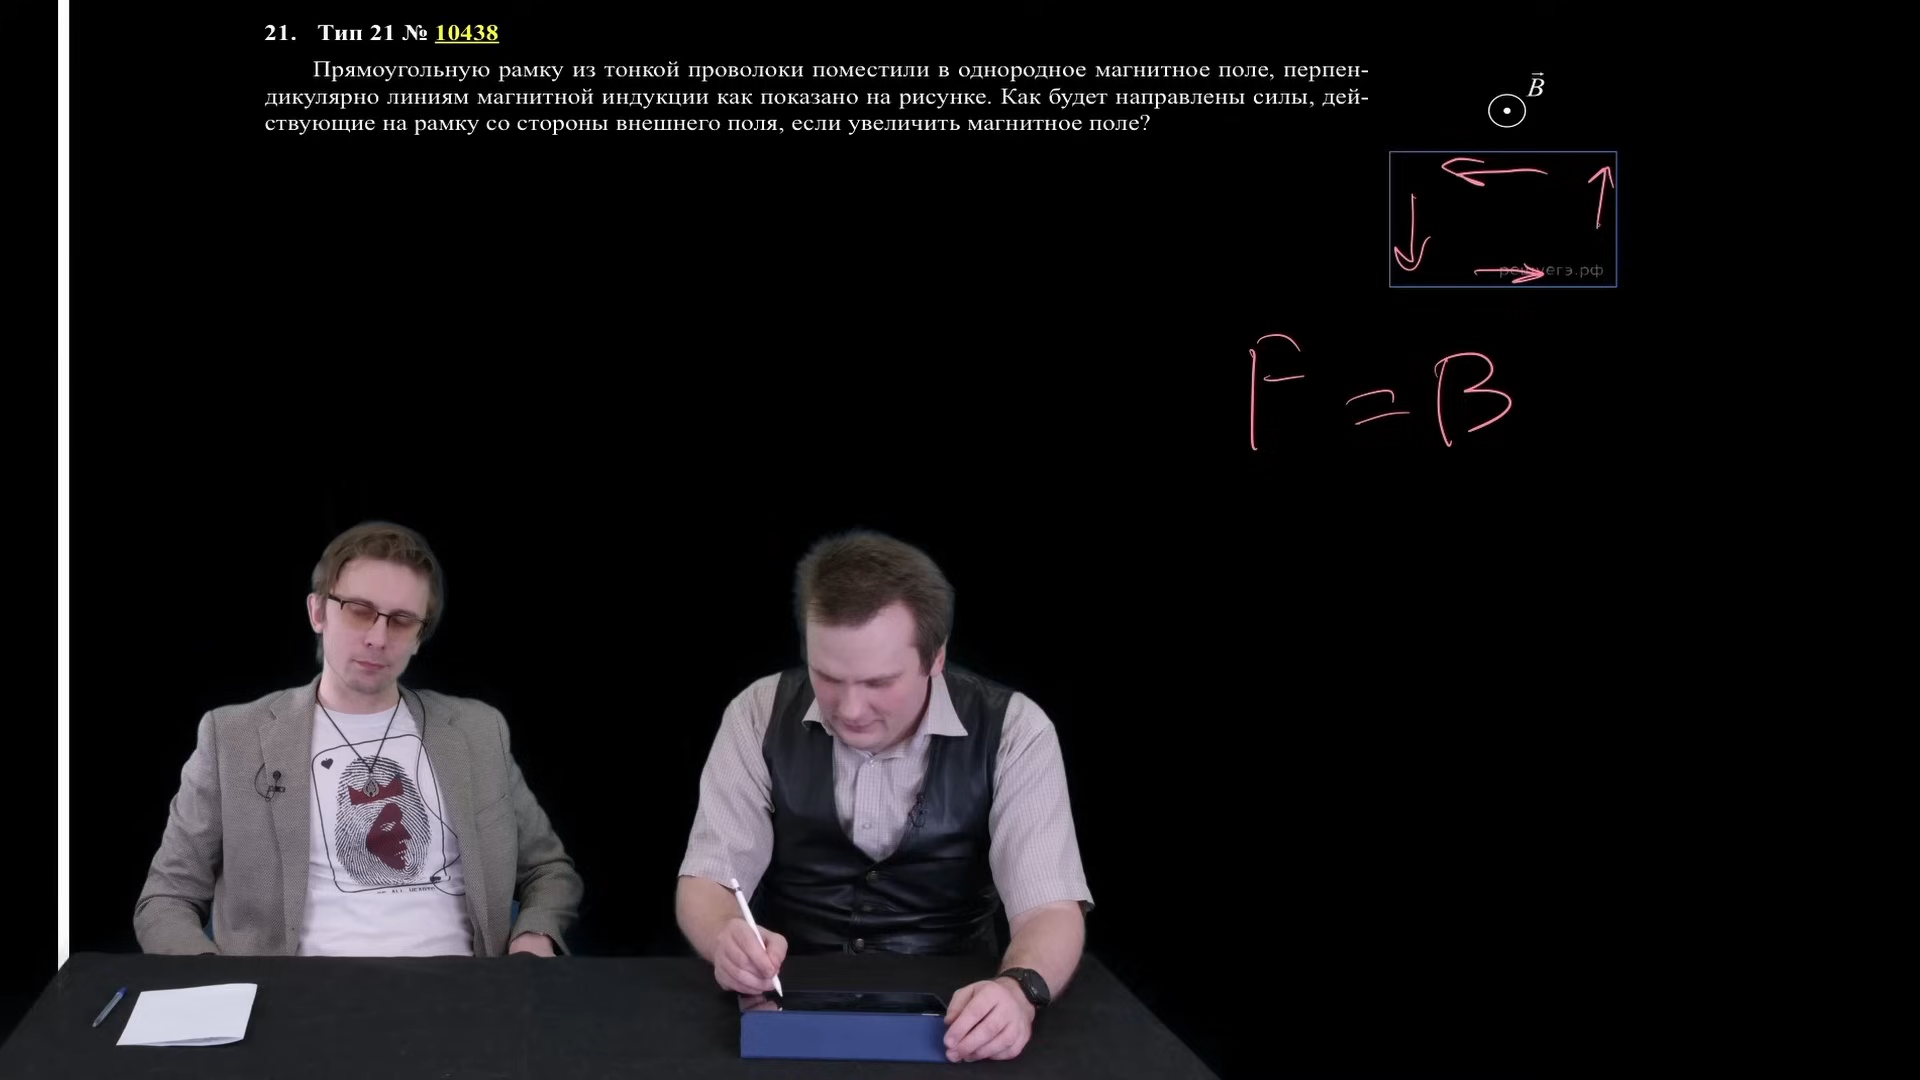 21. Тип 21 № 10438
Прямоугольную рамку из тонкой проволоки поместили в однородное магнитное поле, перпен-
дикулярно линиям магнитной индукции как показано на рисунке. Как будет направлены силы, дей-
ствующие на рамку со стороны внешнего поля, если увеличить магнитное поле?
B
решуегэ.рф
F = B